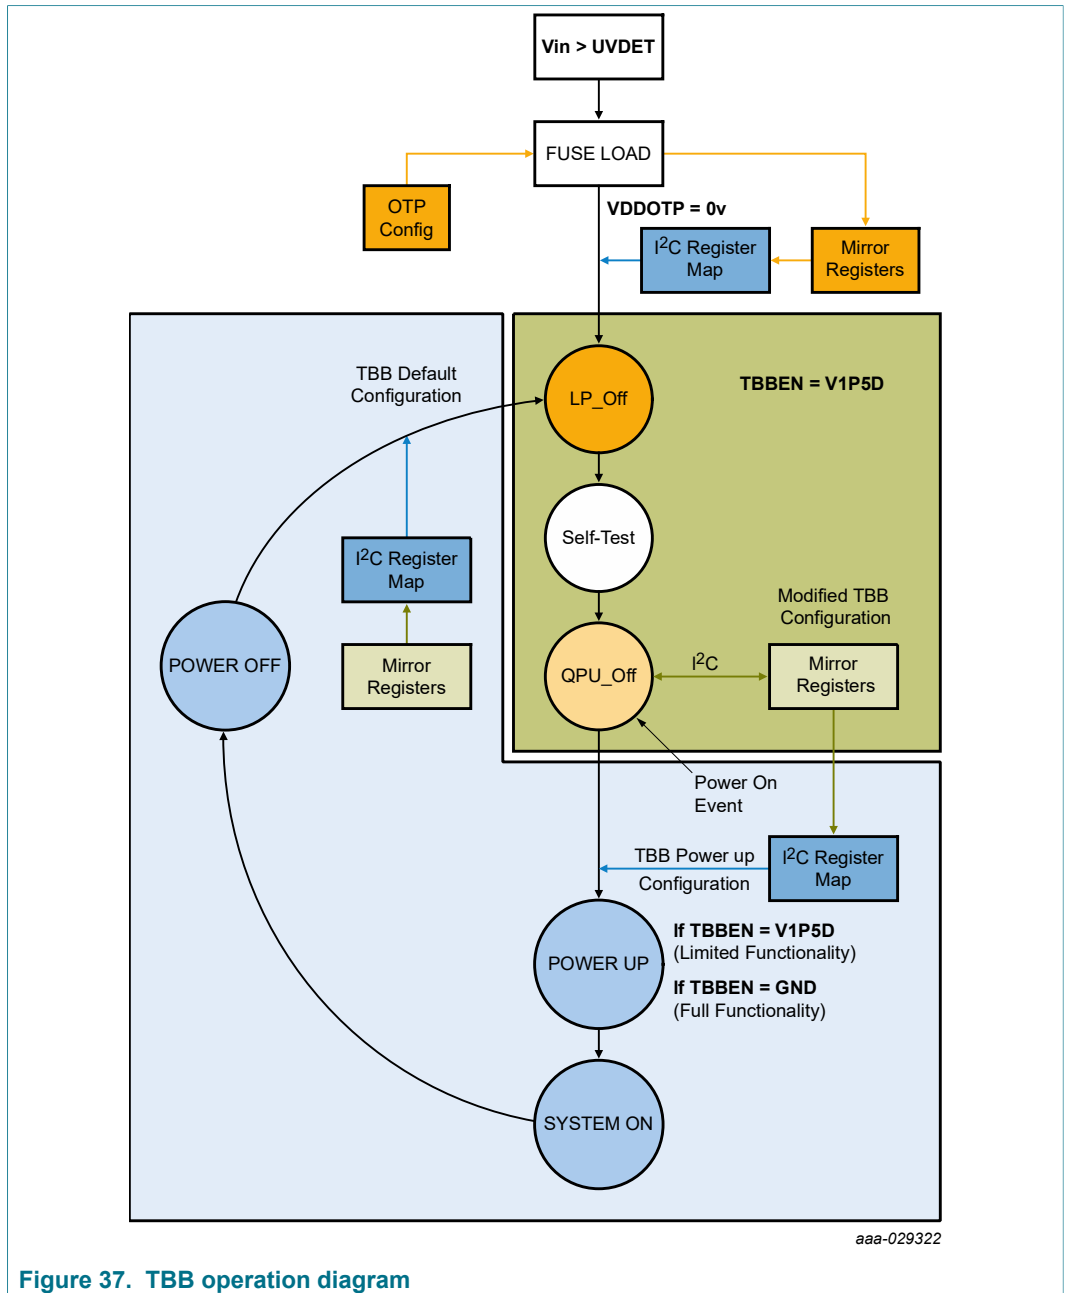 Vin > UVDET
FUSE LOAD
OTP
Config
VDDOTP = 0v
I2C Register
Map
Mirror
Registers
TBB Default
Configuration
LP_Off
TBBEN = V1P5D
Self-Test
I2C Register
Map
Modified TBB
Configuration
POWER OFF
Mirror
Registers
QPU_Off
I2C
Mirror
Registers
Power On
Event
TBB Power up
Configuration
I2C Register
Map
POWER UP
If TBBEN = V1P5D
(Limited Functionality)
If TBBEN = GND
(Full Functionality)
SYSTEM ON
aaa-029322
Figure 37. TBB operation diagram